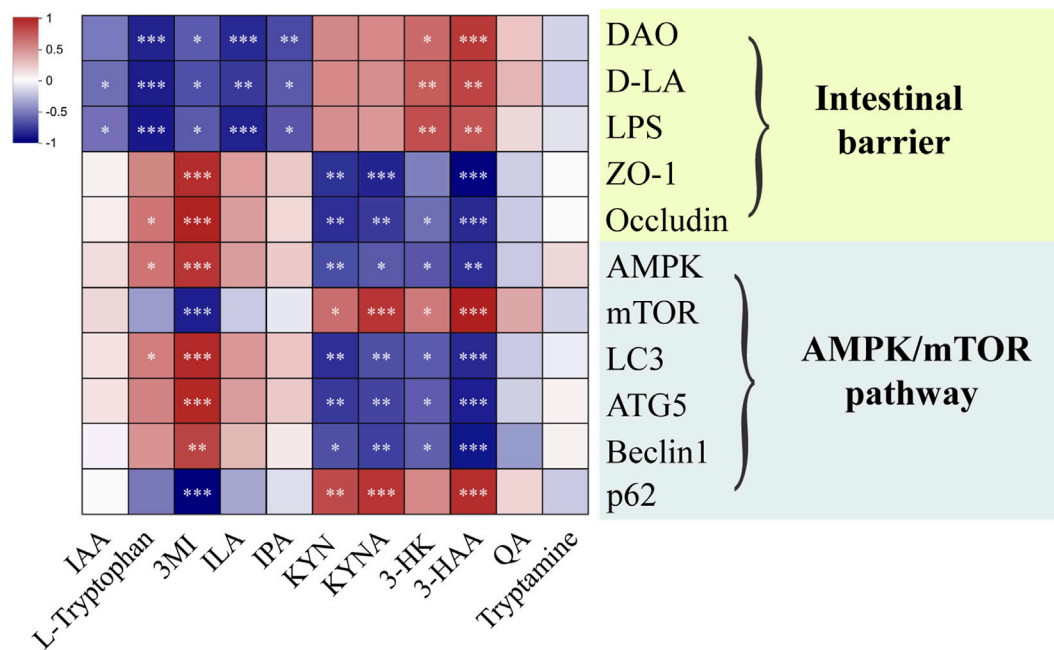 1
0.5
0
-0.5
-1
*** * *** ** * *** DAO
* *** * ** * ** ** D-LA
* *** * *** * ** ** LPS
*** ** *** *** ZO-1
* *** ** ** * *** Occludin
* *** ** * * ** AMPK
*** * *** * *** mTOR
* *** ** ** * *** LC3
*** ** ** * *** ATG5
** * ** * *** Beclin1
*** ** *** *** p62
Intestinal
barrier
AMPK/mTOR
pathway
IAA
L-Tryptophan
3MI
ILA
IPA
KYN
KYNA
3-HK
3-HAA
QA
Tryptamine